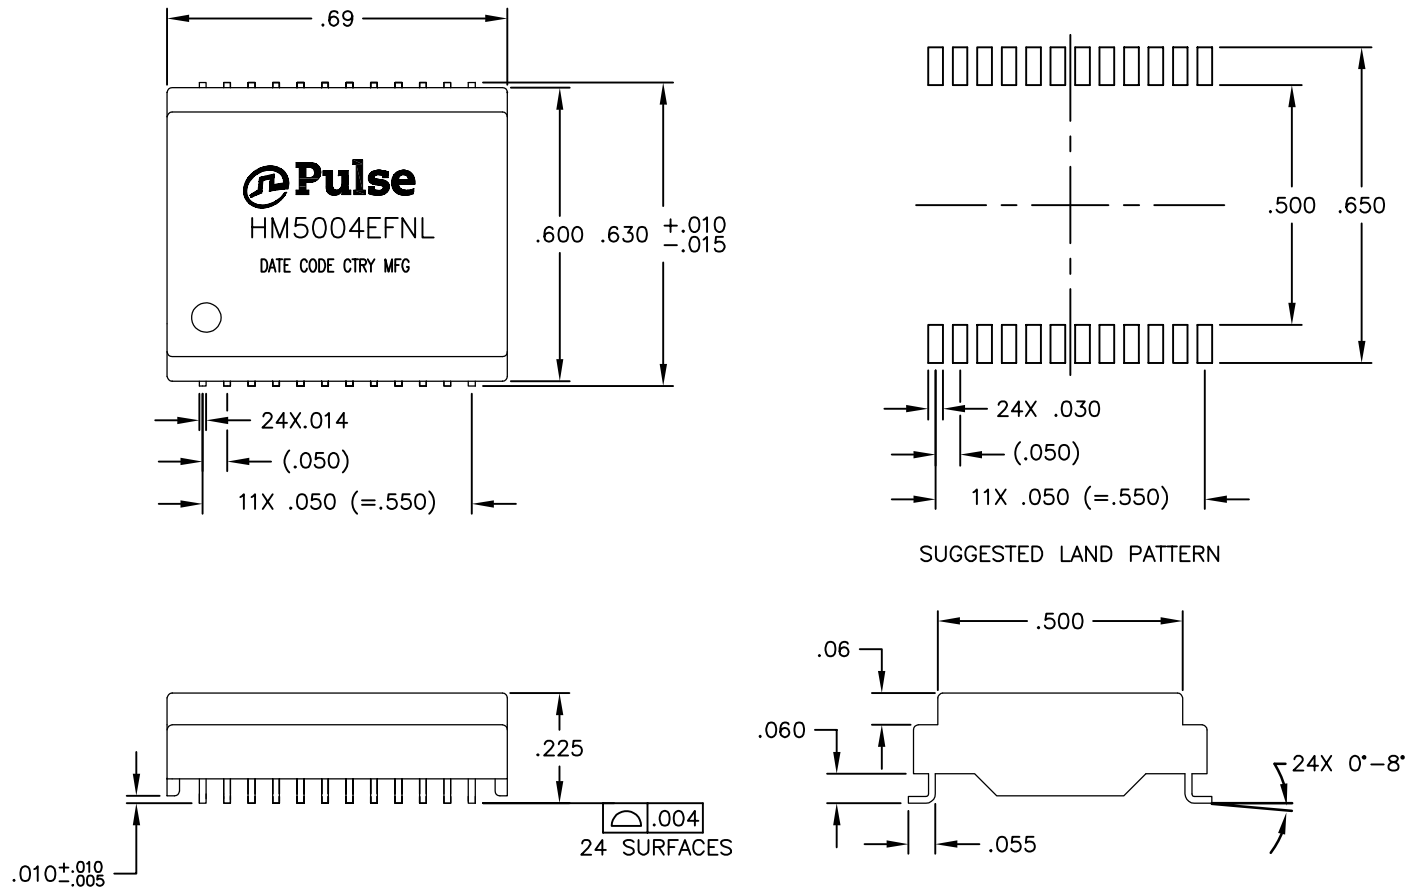 .69
Pulse
HM5004EFNL
DATE CODE CTRY MFG
.600 .630 +.010 -.015
24X.014
(.050)
11X .050 (=.550)
.500 .650
24X .030
(.050)
11X .050 (=.550)
SUGGESTED LAND PATTERN
.225
.004
24 SURFACES
.010 +.010 -.005
.500
.06
.060
24X 0°-8°
.055